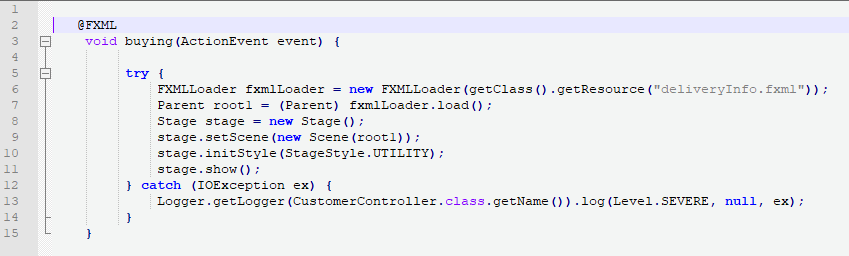 1
2 @FXML
3 void buying(ActionEvent event) {
4
5 try {
6 FXMLLoader fxmlLoader = new FXMLLoader(getClass().getResource("deliveryInfo.fxml"));
7 Parent root1 = (Parent) fxmlLoader.load();
8 Stage stage = new Stage();
9 stage.setScene(new Scene(root1));
10 stage.initStyle(StageStyle.UTILITY);
11 stage.show();
12 } catch (IOException ex) {
13 Logger.getLogger(CustomerController.class.getName()).log(Level.SEVERE, null, ex);
14 }
15 }